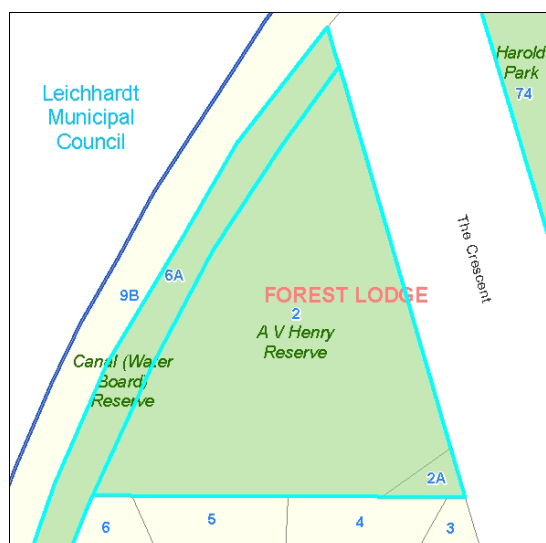 Harold
Park
74
Leichhardt
Municipal
Council
The Crescent
6A
9B
FOREST LODGE
2
A V Henry
Reserve
Canal (Water
Board)
Reserve
2A
6
5
4
3